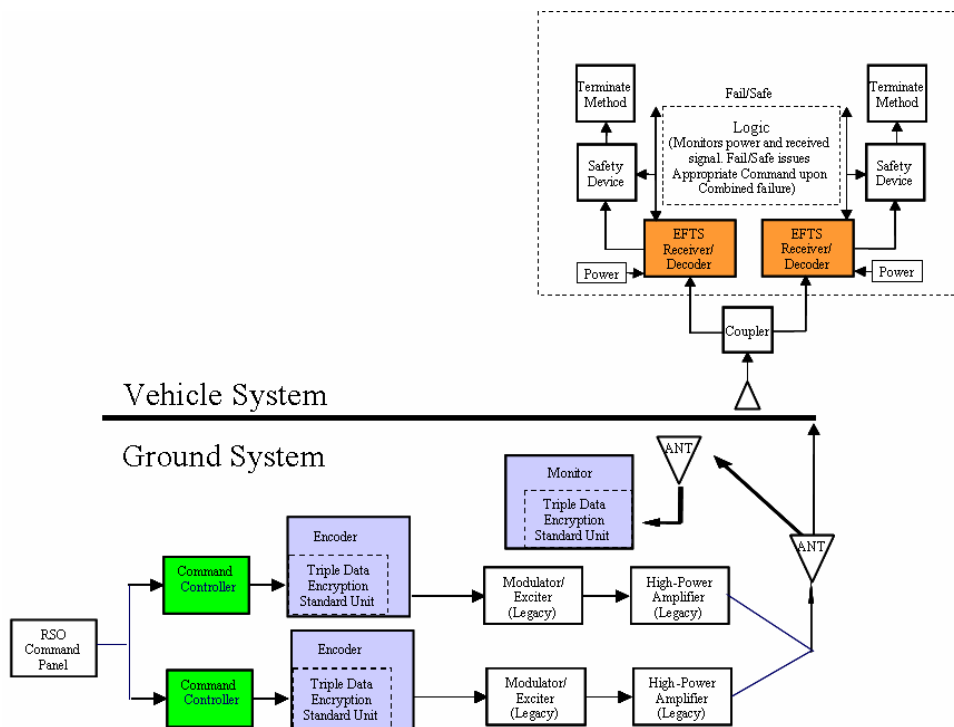 Terminate
Method
Fail/Safe
Terminate
Method
Logic
(Monitors power and received
signal. Fail/Safe issues
Appropriate Command upon
Combined failure)
Safety
Device
Safety
Device
EFTS
Receiver/
Decoder
EFTS
Receiver/
Decoder
Power
Power
Coupler
Vehicle System
Ground System
ANT
Monitor
Triple Data
Encryption
Standard Unit
ANT
Encoder
Triple Data
Encryption
Standard Unit
Command
Controller
Modulator/
Exciter
(Legacy)
High-Power
Amplifier
(Legacy)
RSO
Command
Panel
Encoder
Triple Data
Encryption
Standard Unit
Command
Controller
Modulator/
Exciter
(Legacy)
High-Power
Amplifier
(Legacy)